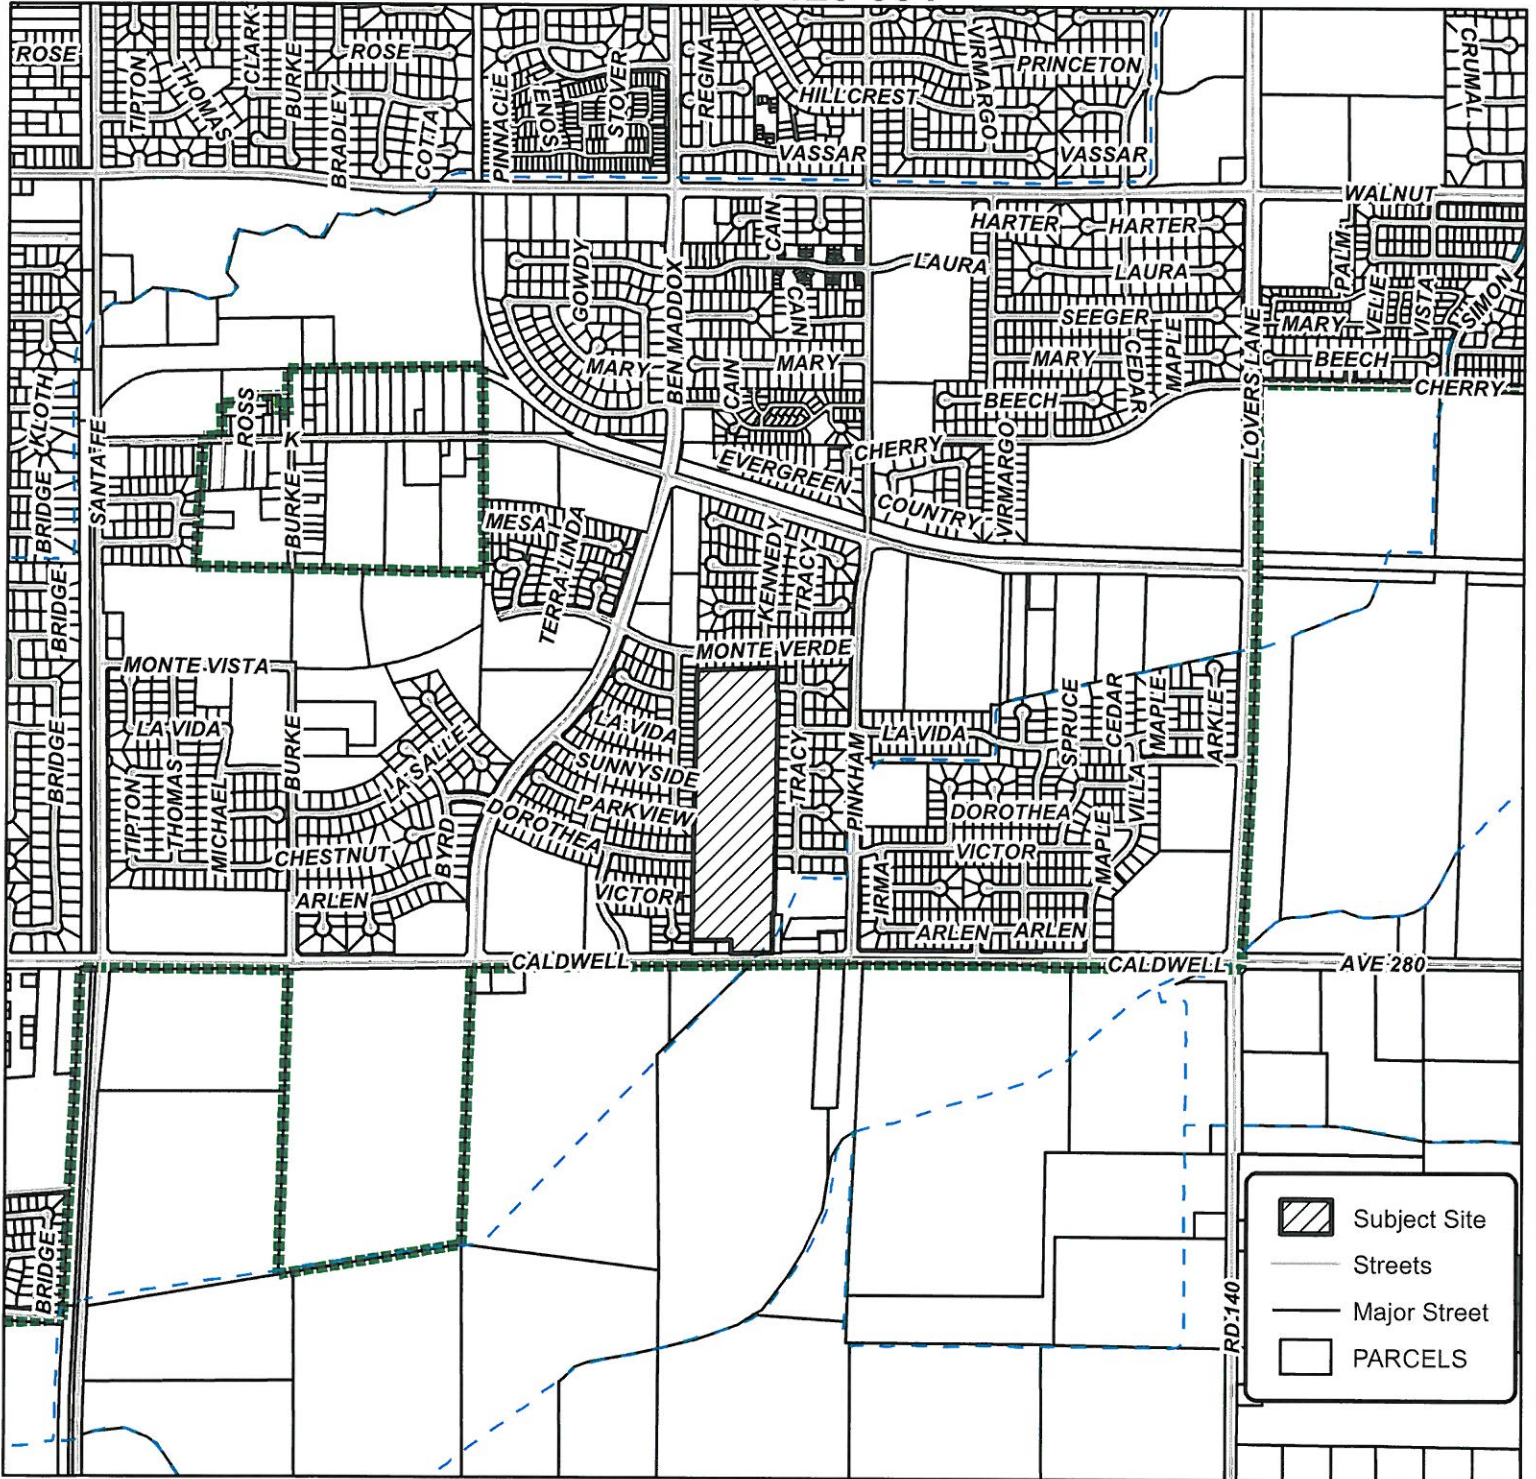 ROSE
TIPTON
THOMAS
CLARK
BURKE
ROSE
BRADLEY
COTTA
PINNACLE
STOVER
REGINA
HILLCREST
VIRMARGO
PRINCETON
VASSAR
VASSAR
CRUMAL
WALNUT
GOWDY
BEN MADDOX
CAIN
LAURA
HARTER
HARTER
LAURA
CAIN
SEEGER
MARY
MARY
CAIN
MARY
CEDAR
MAPLE
BEECH
LOVERS LANE
PALM
VELIE
VISTA
SIMON
MARY
BEECH
CHERRY
KLOTH
BRIDGE
SANTA FE
ROSS
K
BURKE
CHERRY
EVERGREEN
COUNTRY
VIRMARGO
MESA
TERRA LINDA
KENNEDY
TRACY
BRIDGE
MONTE VISTA
MONTE VERDE
LA VIDA
BURKE
LA SALLE
LA VIDA
SUNNYSIDE
PARKVIEW
DOROTHEA
TRACY
PINKHAM
LA VIDA
SPRUCE
CEDAR
MAPLE
ARKLE
BRIDGE
TIPTON
THOMAS
MICHAEL
CHESTNUT
BYRD
ARLEN
VICTOR
DOROTHEA
VICTOR
VILLA
MAPLE
IRMA
ARLEN
ARLEN
CALDWELL
CALDWELL
AVE 280
BRIDGE
RD 140
Subject Site
Streets
Major Street
PARCELS